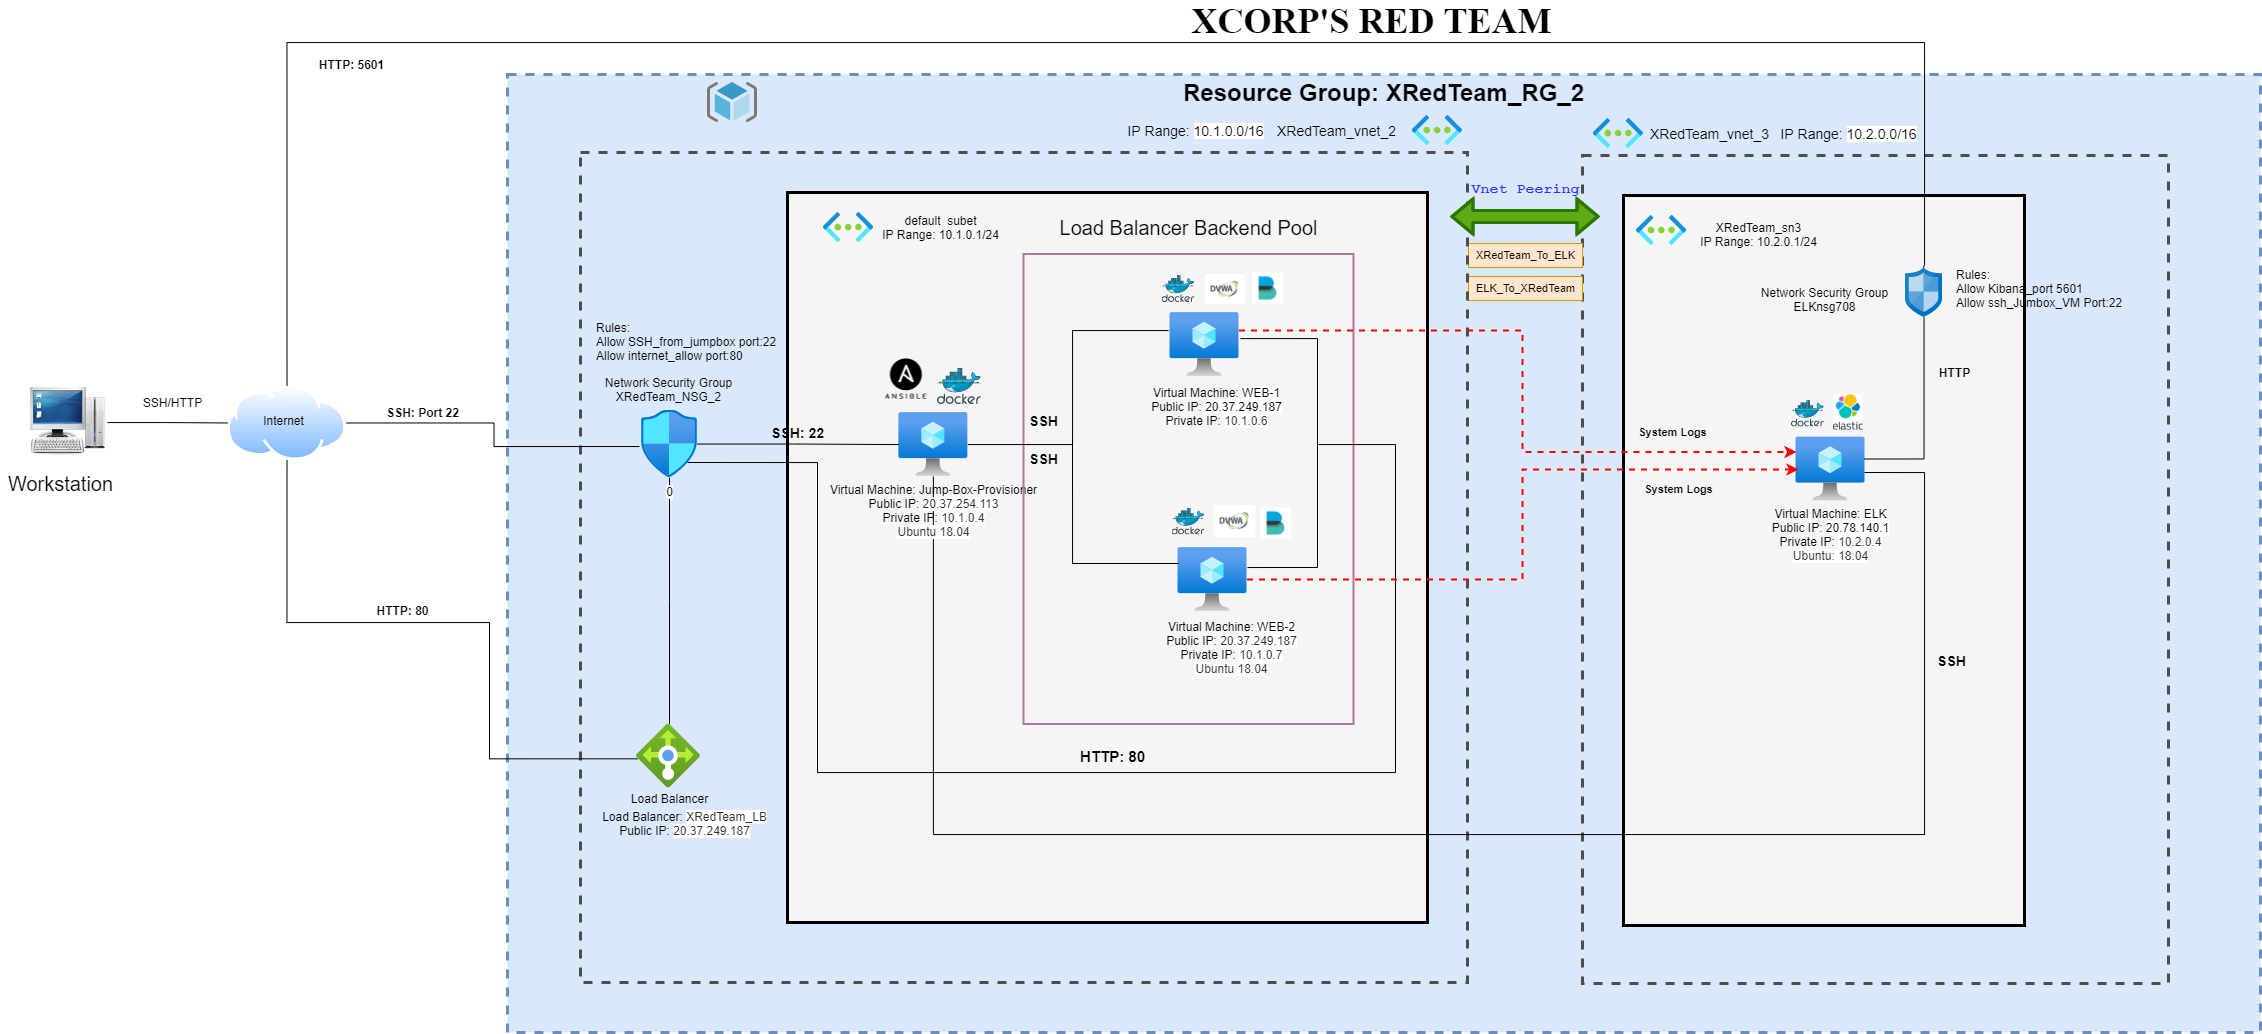 XCORP'S RED TEAM
HTTP: 5601
Resource Group: XRedTeam_RG_2
IP Range: 10.1.0.0/16 XRedTeam_vnet_2
XRedTeam_vnet_3 IP Range: 10.2.0.0/16
Vnet Peering
XRedTeam_To_ELK
ELK_To_XRedTeam
default_subet
IP Range: 10.1.0.1/24
Load Balancer Backend Pool
XRedTeam_sn3
IP Range: 10.2.0.1/24
Network Security Group
ELKnsg708
Rules:
Allow Kibana_port 5601
Allow ssh_Jumbox_VM Port:22
docker
DVWA
Rules:
Allow SSH_from_jumpbox port:22
Allow internet_allow port:80
Network Security Group
XRedTeam_NSG_2
ANSIBLE
docker
Virtual Machine: WEB-1
Public IP: 20.37.249.187
Private IP: 10.1.0.6
HTTP
SSH/HTTP
Internet
SSH: Port 22
SSH: 22
SSH
SSH
System Logs
System Logs
docker
elastic
Workstation
0
Virtual Machine: Jump-Box-Provisioner
Public IP: 20.37.254.113
Private IP: 10.1.0.4
Ubuntu 18.04
docker
DVWA
Virtual Machine: ELK
Public IP: 20.78.140.1
Private IP: 10.2.0.4
Ubuntu: 18.04
HTTP: 80
Virtual Machine: WEB-2
Public IP: 20.37.249.187
Private IP: 10.1.0.7
Ubuntu 18.04
SSH
HTTP: 80
Load Balancer
Load Balancer: XRedTeam_LB
Public IP: 20.37.249.187